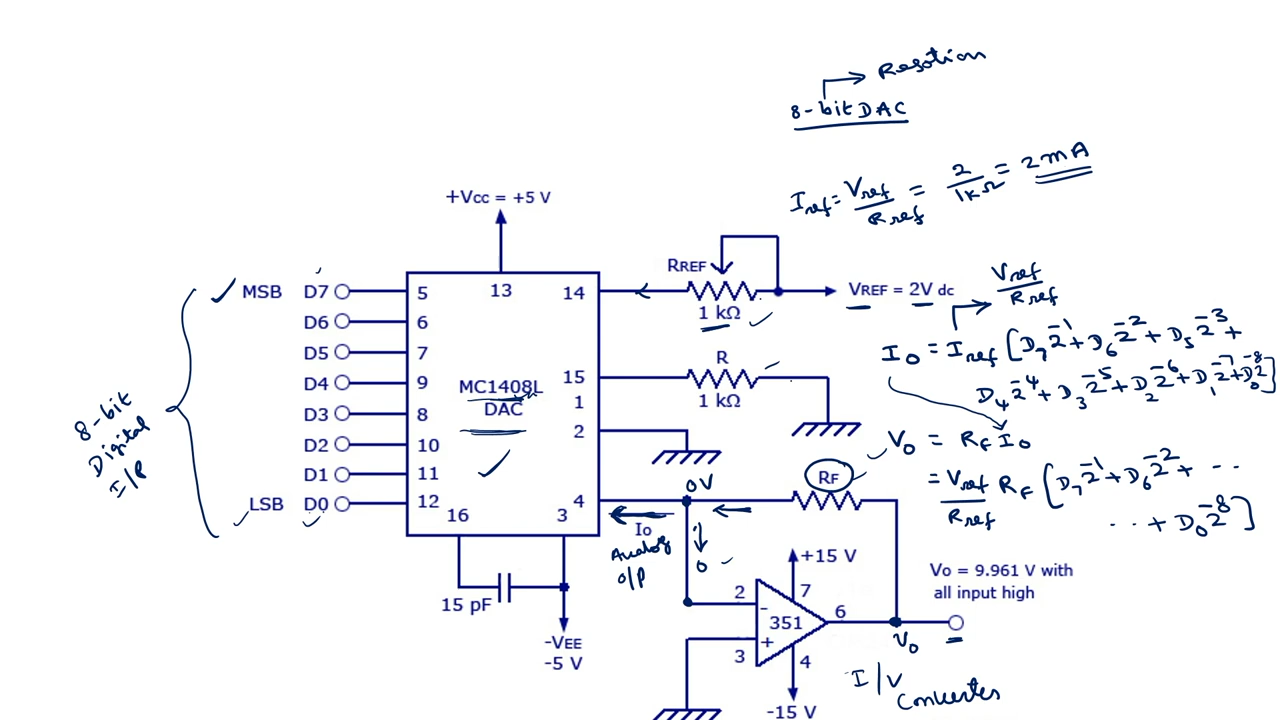 Resotion
8-bit DAC
Iref = Vref/Rref = 2/1kΩ = 2mA
+Vcc = +5 V
RREF
VREF = 2V dc
1 kΩ
MSB D7 5 13 14
D6 6
D5 7
D4 9
D3 8
D2 10
D1 11
LSB D0 12
16 3 4
15
1
2
MC1408L
DAC
8-bit
Digital
I/P
R
1 kΩ
Vref/Rref
Io = Iref [D7 2^-1 + D6 2^-2 + D5 2^-3 +
D4 2^-4 + D3 2^-5 + D2 2^-6 + D1 2^-7 + D0 2^-8]
Vo = RF Io
= Vref/Rref RF [D7 2^-1 + D6 2^-2 + ..
.. + D0 2^-8]
0V
RF
Io
Analog
O/P
0
15 pF
-VEE
-5 V
+15 V
2 - 7
351 6
3 + 4
-15 V
Vo = 9.961 V with
all input high
Vo
I/V
Converter